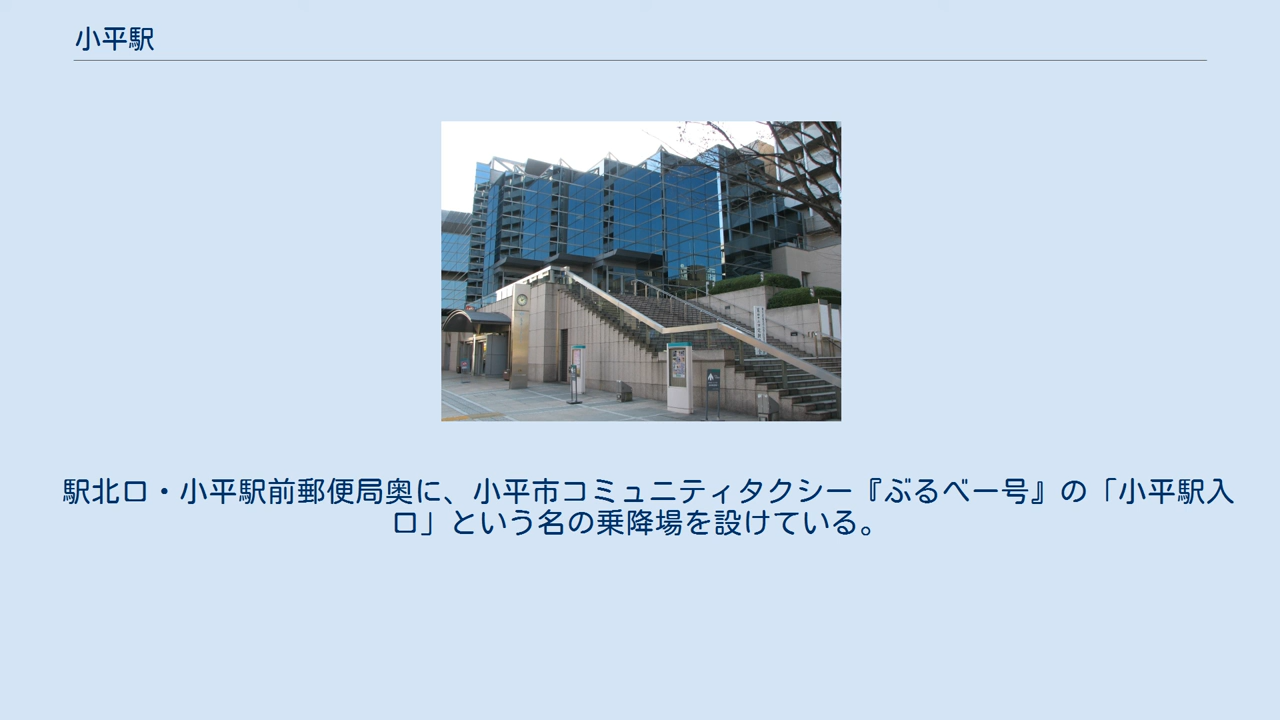 小平駅
駅北口・小平駅前郵便局奥に、小平市コミュニティタクシー『ぶるべー号』の「小平駅入
口」という名の乗降場を設けている。